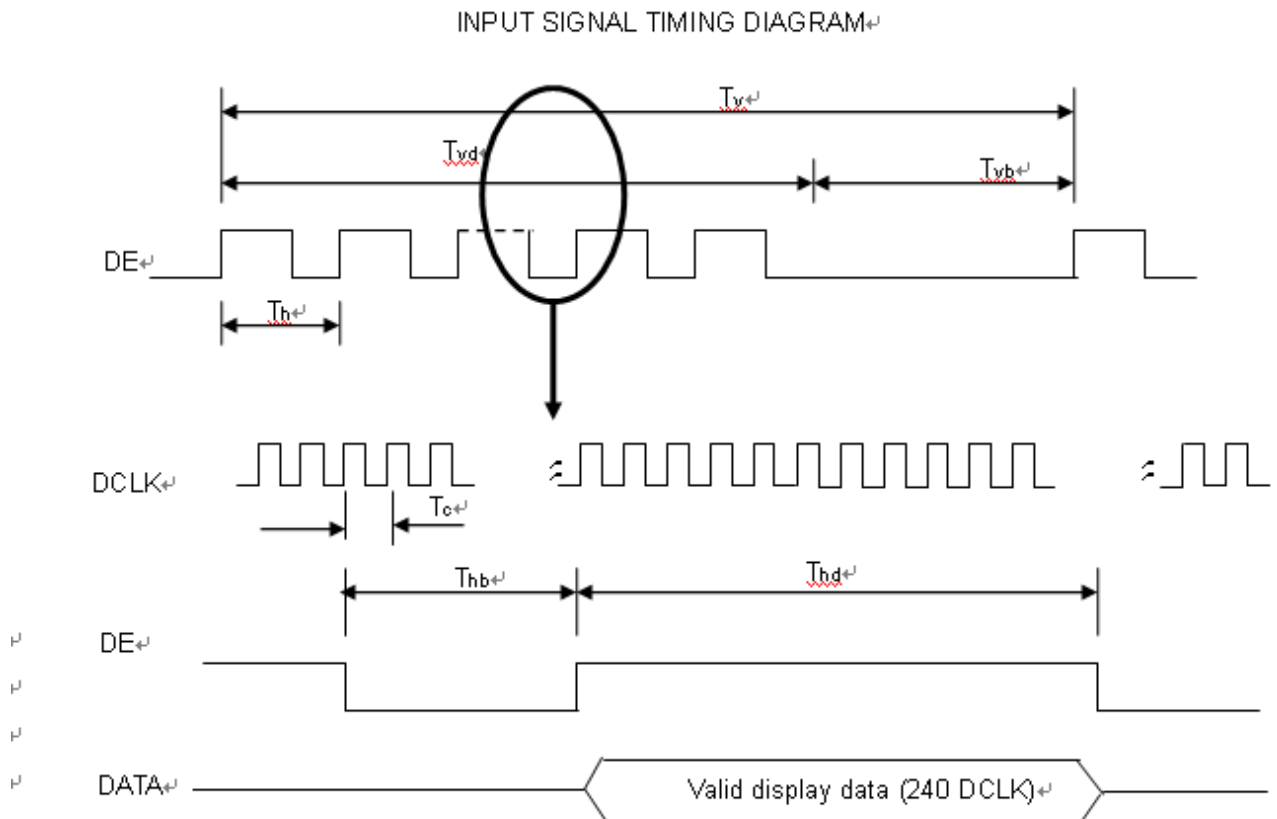 INPUT SIGNAL TIMING DIAGRAM
Tv
Tvd
Tvb
DE
Th
DCLK
Tc
Thb
Thd
DE
DATA
Valid display data (240 DCLK)